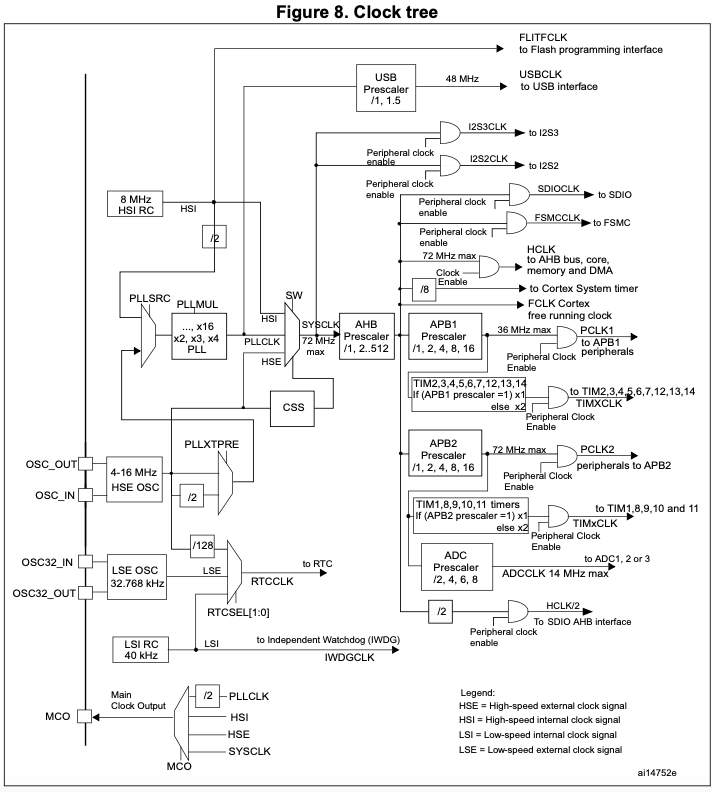 Figure 8. Clock tree
FLITFCLK
to Flash programming interface
USB
Prescaler
/1, 1.5
48 MHz
USBCLK
to USB interface
I2S3CLK
to I2S3
Peripheral clock
enable
I2S2CLK
to I2S2
Peripheral clock
enable
SDIOCLK
to SDIO
Peripheral clock
enable
FSMCCLK
to FSMC
Peripheral clock
enable
8 MHz
HSI RC
HSI
/2
HCLK
to AHB bus, core,
memory and DMA
72 MHz max
Clock
Enable
/8
to Cortex System timer
FCLK Cortex
free running clock
PLLSRC
PLLMUL
..., x16
x2, x3, x4
PLL
SW
HSI
PLLCLK
HSE
SYSCLK
72 MHz
max
AHB
Prescaler
/1, 2..512
APB1
Prescaler
/1, 2, 4, 8, 16
36 MHz max
PCLK1
to APB1
peripherals
Peripheral Clock
Enable
TIM2,3,4,5,6,7,12,13,14
If (APB1 prescaler =1) x1
else x2
to TIM2,3,4,5,6,7,12,13,14
TIMXCLK
Peripheral Clock
Enable
CSS
PLLXTPRE
OSC_OUT
OSC_IN
4-16 MHz
HSE OSC
/2
APB2
Prescaler
/1, 2, 4, 8, 16
72 MHz max
PCLK2
peripherals to APB2
Peripheral Clock
Enable
TIM1,8,9,10,11 timers
If (APB2 prescaler =1) x1
else x2
to TIM1,8,9,10 and 11
TIMxCLK
Peripheral Clock
Enable
/128
OSC32_IN
OSC32_OUT
LSE OSC
32.768 kHz
LSE
to RTC
RTCCLK
RTCSEL[1:0]
ADC
Prescaler
/2, 4, 6, 8
to ADC1, 2 or 3
ADCCLK 14 MHz max
/2
HCLK/2
To SDIO AHB interface
Peripheral clock
enable
LSI RC
40 kHz
LSI
to Independent Watchdog (IWDG)
IWDGCLK
MCO
Main
Clock Output
/2
PLLCLK
HSI
HSE
SYSCLK
MCO
Legend:
HSE = High-speed external clock signal
HSI = High-speed internal clock signal
LSI = Low-speed internal clock signal
LSE = Low-speed external clock signal
ai14752e